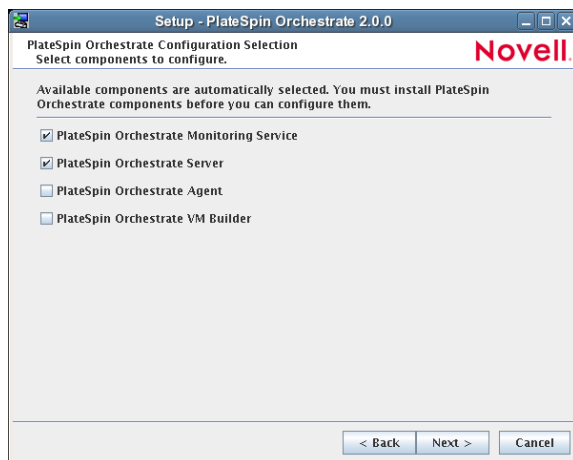 Setup - PlateSpin Orchestrate 2.0.0
PlateSpin Orchestrate Configuration Selection
Select components to configure.
Novell.
Available components are automatically selected. You must install PlateSpin
Orchestrate components before you can configure them.
PlateSpin Orchestrate Monitoring Service
PlateSpin Orchestrate Server
PlateSpin Orchestrate Agent
PlateSpin Orchestrate VM Builder
< Back
Next >
Cancel